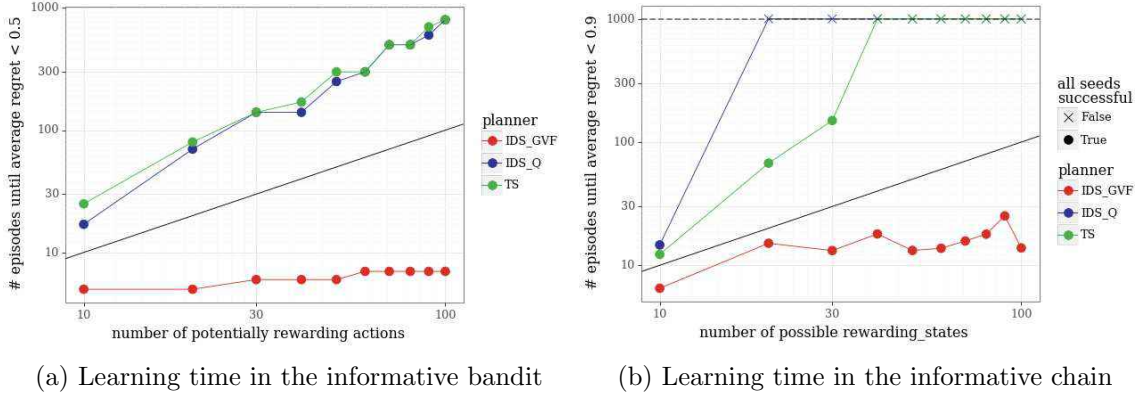 1000
300
100
30
10
# episodes until average regret < 0.5
10
30
100
number of potentially rewarding actions
planner
IDS_GVF
IDS_Q
TS
(a) Learning time in the informative bandit
1000
300
100
30
10
# episodes until average regret < 0.9
10
30
100
number of possible rewarding_states
all seeds
successful
False
True
planner
IDS_GVF
IDS_Q
TS
(b) Learning time in the informative chain